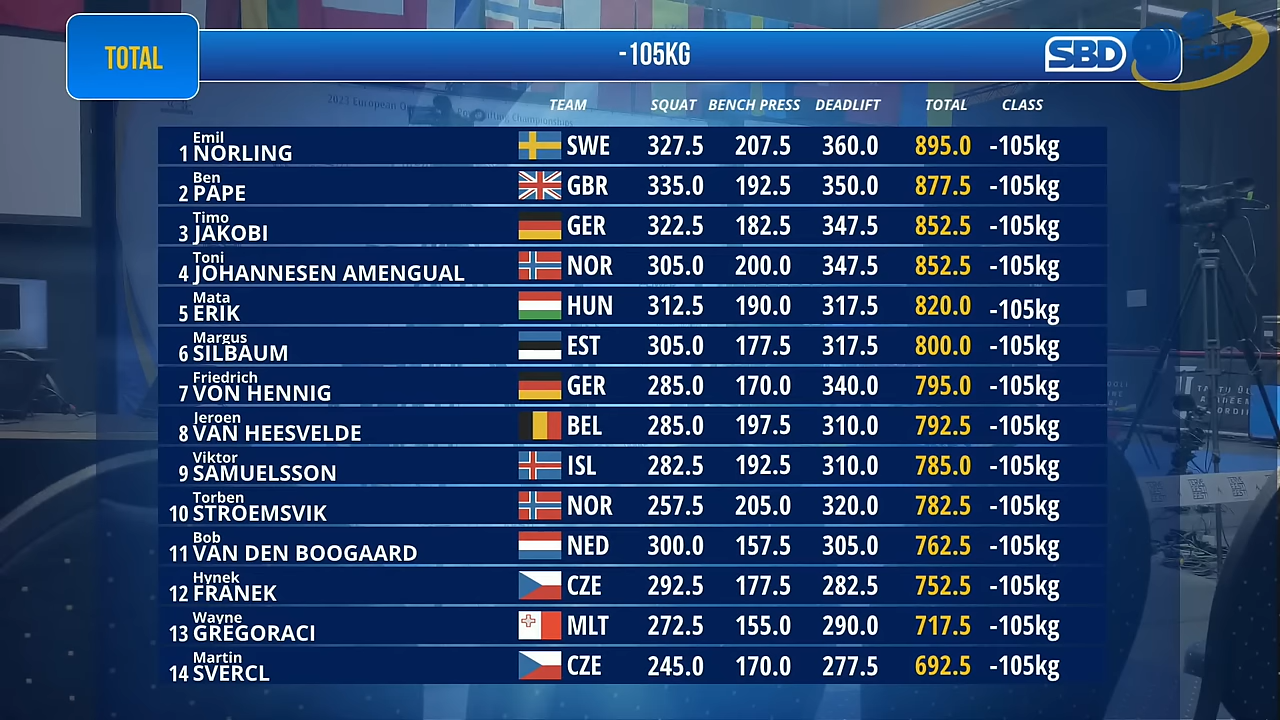 TOTAL
-105KG
SBD
TEAM SQUAT BENCH PRESS DEADLIFT TOTAL CLASS
Emil
1 NORLING SWE 327.5 207.5 360.0 895.0 -105kg
Ben
2 PAPE GBR 335.0 192.5 350.0 877.5 -105kg
Timo
3 JAKOBI GER 322.5 182.5 347.5 852.5 -105kg
Toni
4 JOHANNESEN AMENGUAL NOR 305.0 200.0 347.5 852.5 -105kg
Mata
5 ERIK HUN 312.5 190.0 317.5 820.0 -105kg
Margus
6 SILBAUM EST 305.0 177.5 317.5 800.0 -105kg
Friedrich
7 VON HENNIG GER 285.0 170.0 340.0 795.0 -105kg
Jeroen
8 VAN HEESVELDE BEL 285.0 197.5 310.0 792.5 -105kg
Viktor
9 SAMUELSSON ISL 282.5 192.5 310.0 785.0 -105kg
Torben
10 STROEMSVIK NOR 257.5 205.0 320.0 782.5 -105kg
Bob
11 VAN DEN BOOGAARD NED 300.0 157.5 305.0 762.5 -105kg
Hynek
12 FRANEK CZE 292.5 177.5 282.5 752.5 -105kg
Wayne
13 GREGORACI MLT 272.5 155.0 290.0 717.5 -105kg
Martin
14 SVERCL CZE 245.0 170.0 277.5 692.5 -105kg